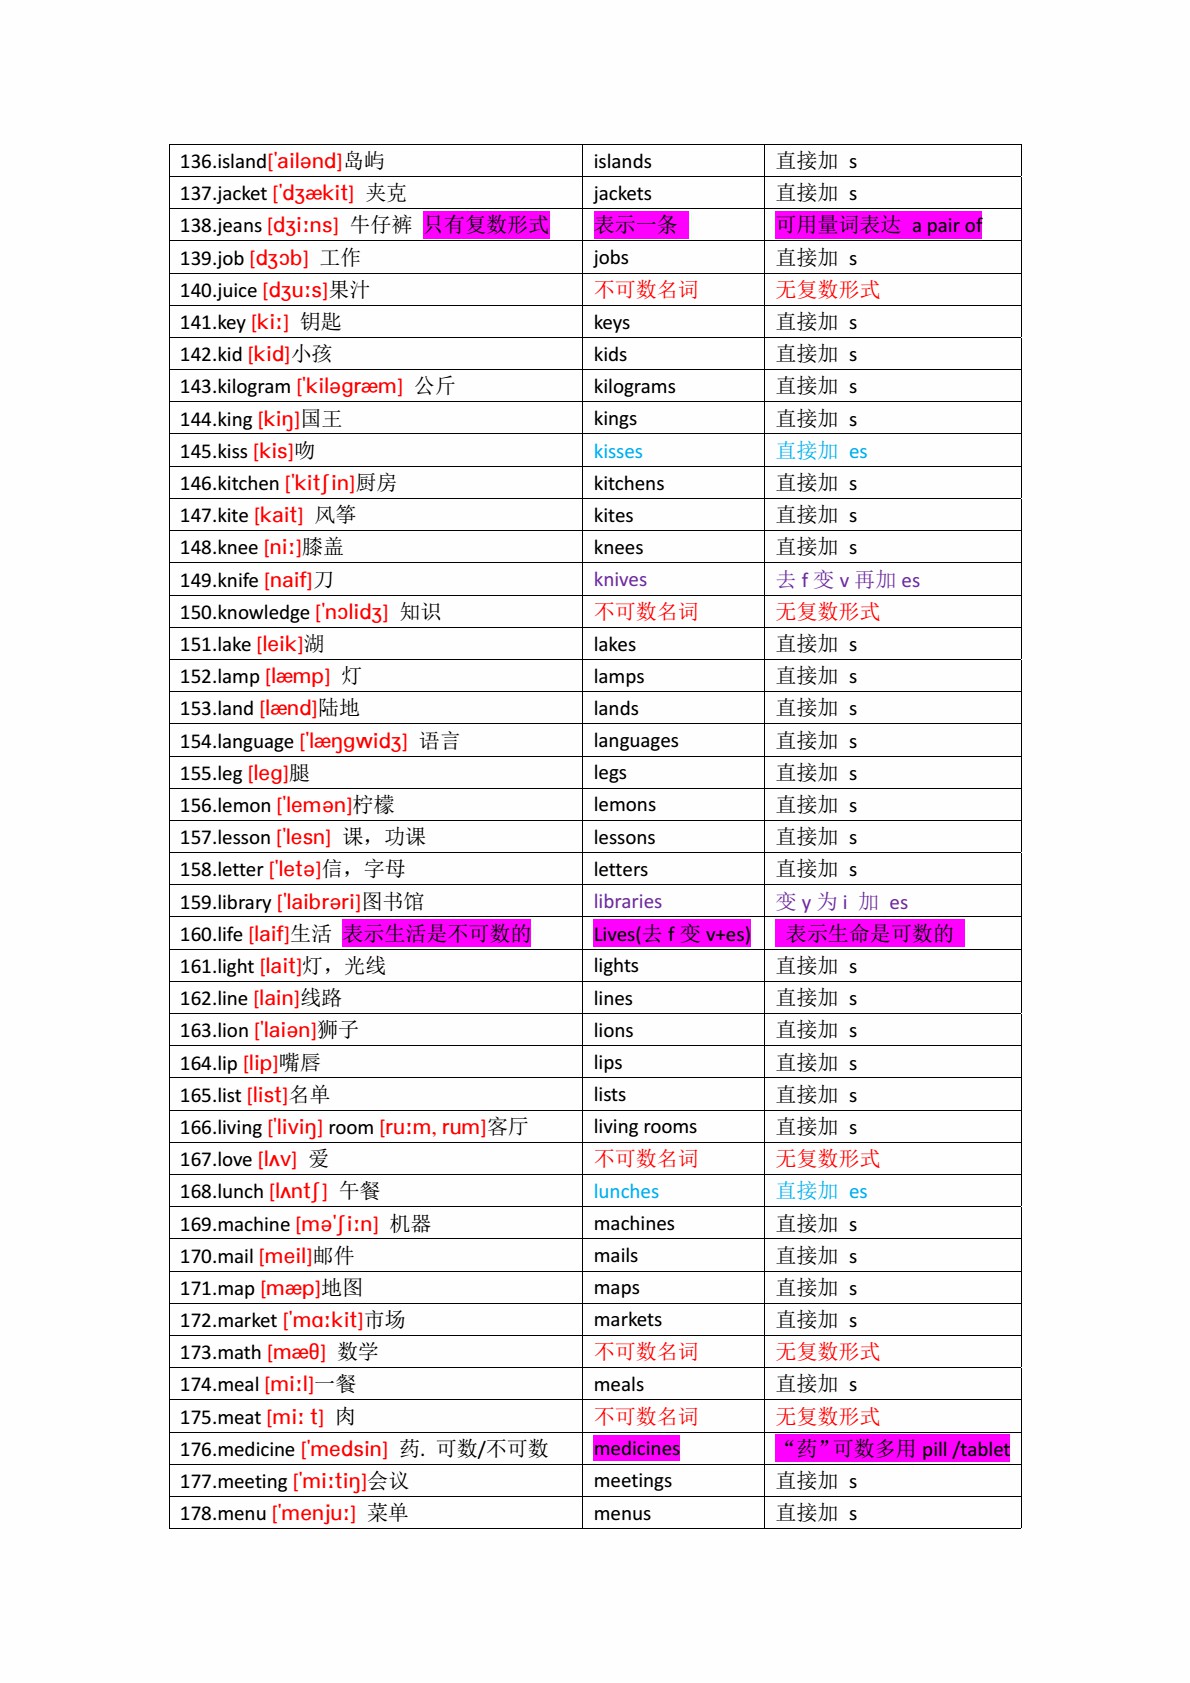 136.island['ailənd]岛屿 islands 直接加 s
137.jacket ['dʒækit] 夹克 jackets 直接加 s
138.jeans [dʒi:ns] 牛仔裤 只有复数形式 表示一条 可用量词表达 a pair of
139.job [dʒɔb] 工作 jobs 直接加 s
140.juice [dʒu:s]果汁 不可数名词 无复数形式
141.key [ki:] 钥匙 keys 直接加 s
142.kid [kid]小孩 kids 直接加 s
143.kilogram ['kiləgræm] 公斤 kilograms 直接加 s
144.king [kiŋ]国王 kings 直接加 s
145.kiss [kis]吻 kisses 直接加 es
146.kitchen ['kitʃin]厨房 kitchens 直接加 s
147.kite [kait] 风筝 kites 直接加 s
148.knee [ni:]膝盖 knees 直接加 s
149.knife [naif]刀 knives 去 f 变 v 再加 es
150.knowledge ['nɔlidʒ] 知识 不可数名词 无复数形式
151.lake [leik]湖 lakes 直接加 s
152.lamp [læmp] 灯 lamps 直接加 s
153.land [lænd]陆地 lands 直接加 s
154.language ['læŋgwidʒ] 语言 languages 直接加 s
155.leg [leg]腿 legs 直接加 s
156.lemon ['lemən]柠檬 lemons 直接加 s
157.lesson ['lesn] 课，功课 lessons 直接加 s
158.letter ['letə]信，字母 letters 直接加 s
159.library ['laibrəri]图书馆 libraries 变 y 为 i 加 es
160.life [laif]生活 表示生活是不可数的 Lives(去 f 变 v+es) 表示生命是可数的
161.light [lait]灯，光线 lights 直接加 s
162.line [lain]线路 lines 直接加 s
163.lion ['laiən]狮子 lions 直接加 s
164.lip [lip]嘴唇 lips 直接加 s
165.list [list]名单 lists 直接加 s
166.living ['liviŋ] room [ru:m, rum]客厅 living rooms 直接加 s
167.love [lʌv] 爱 不可数名词 无复数形式
168.lunch [lʌntʃ] 午餐 lunches 直接加 es
169.machine [mə'ʃi:n] 机器 machines 直接加 s
170.mail [meil]邮件 mails 直接加 s
171.map [mæp]地图 maps 直接加 s
172.market ['mɑ:kit]市场 markets 直接加 s
173.math [mæθ] 数学 不可数名词 无复数形式
174.meal [mi:l]一餐 meals 直接加 s
175.meat [mi: t] 肉 不可数名词 无复数形式
176.medicine ['medsin] 药. 可数/不可数 medicines “药”可数多用 pill /tablet
177.meeting ['mi:tiŋ]会议 meetings 直接加 s
178.menu ['menju:] 菜单 menus 直接加 s